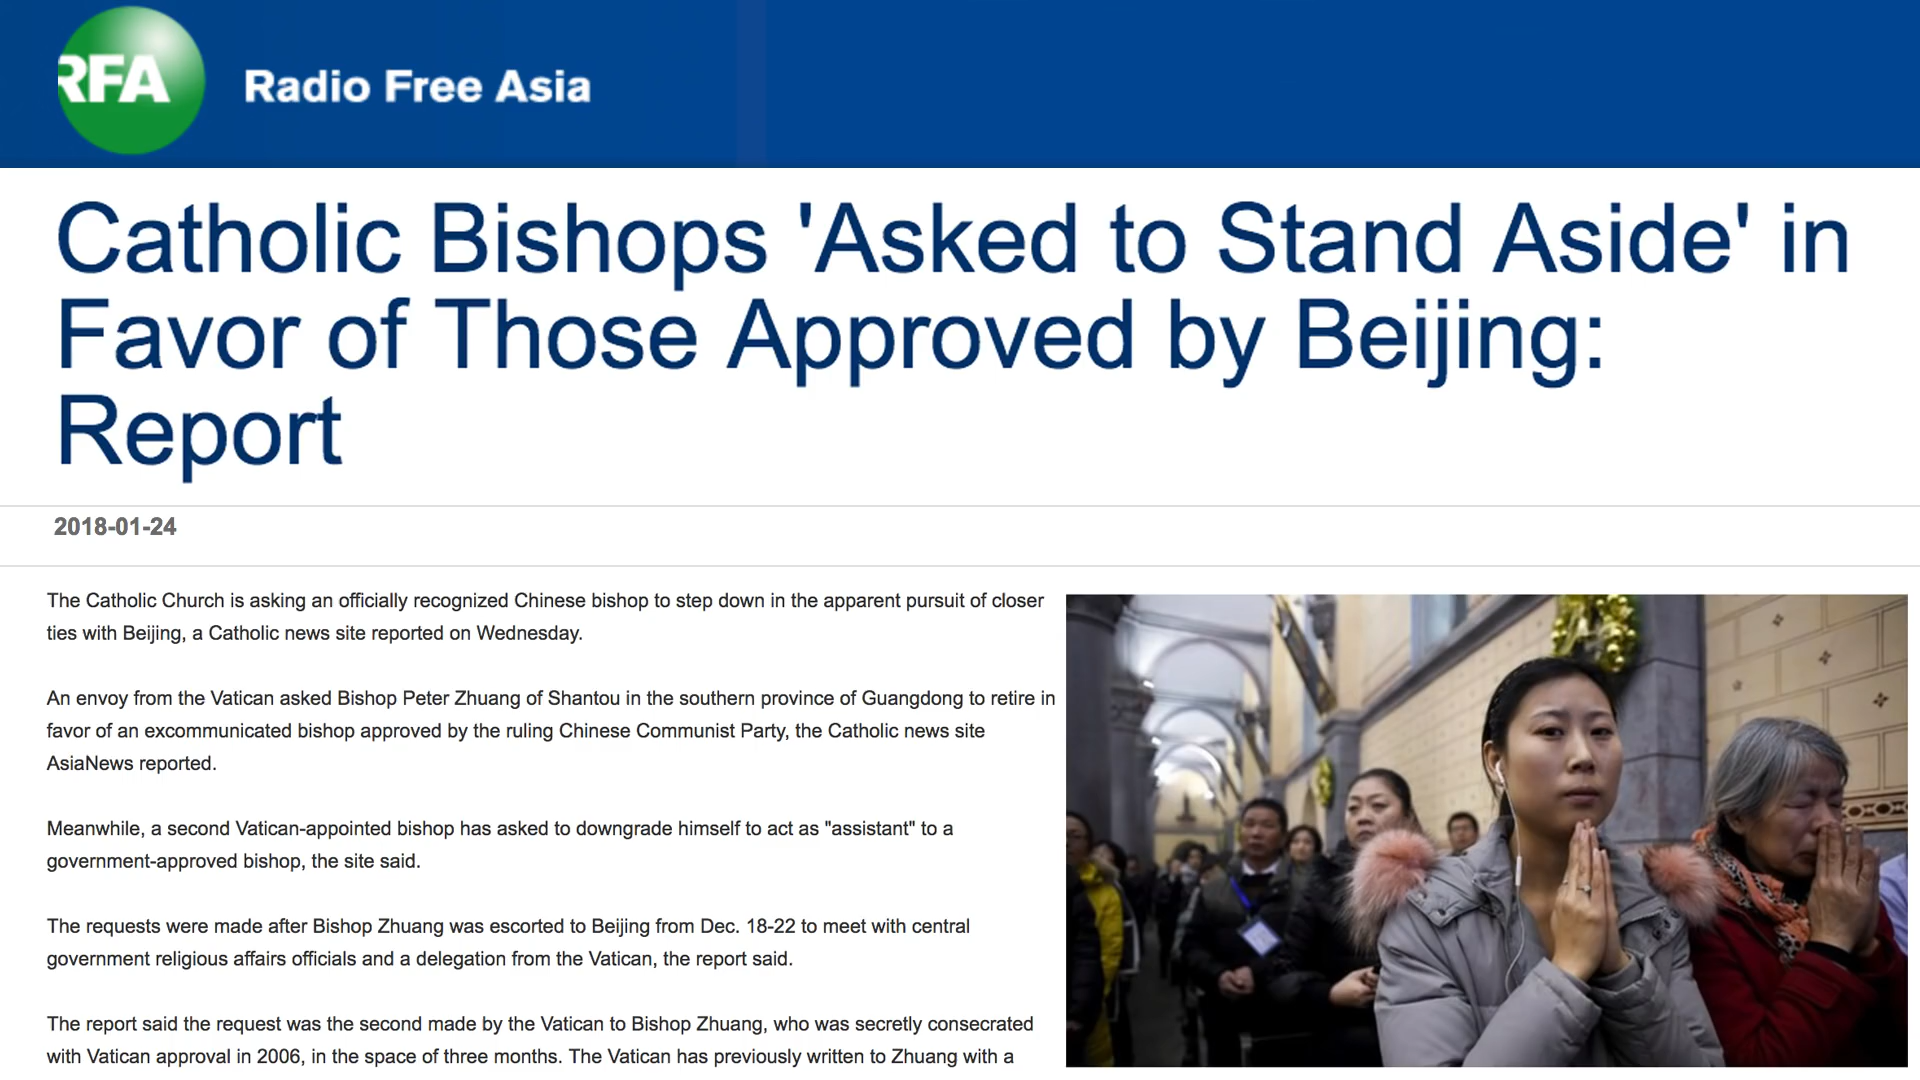 RFA
Radio Free Asia
Catholic Bishops 'Asked to Stand Aside' in
Favor of Those Approved by Beijing:
Report
2018-01-24
The Catholic Church is asking an officially recognized Chinese bishop to step down in the apparent pursuit of closer
ties with Beijing, a Catholic news site reported on Wednesday.
An envoy from the Vatican asked Bishop Peter Zhuang of Shantou in the southern province of Guangdong to retire in
favor of an excommunicated bishop approved by the ruling Chinese Communist Party, the Catholic news site
AsiaNews reported.
Meanwhile, a second Vatican-appointed bishop has asked to downgrade himself to act as "assistant" to a
government-approved bishop, the site said.
The requests were made after Bishop Zhuang was escorted to Beijing from Dec. 18-22 to meet with central
government religious affairs officials and a delegation from the Vatican, the report said.
The report said the request was the second made by the Vatican to Bishop Zhuang, who was secretly consecrated
with Vatican approval in 2006, in the space of three months. The Vatican has previously written to Zhuang with a